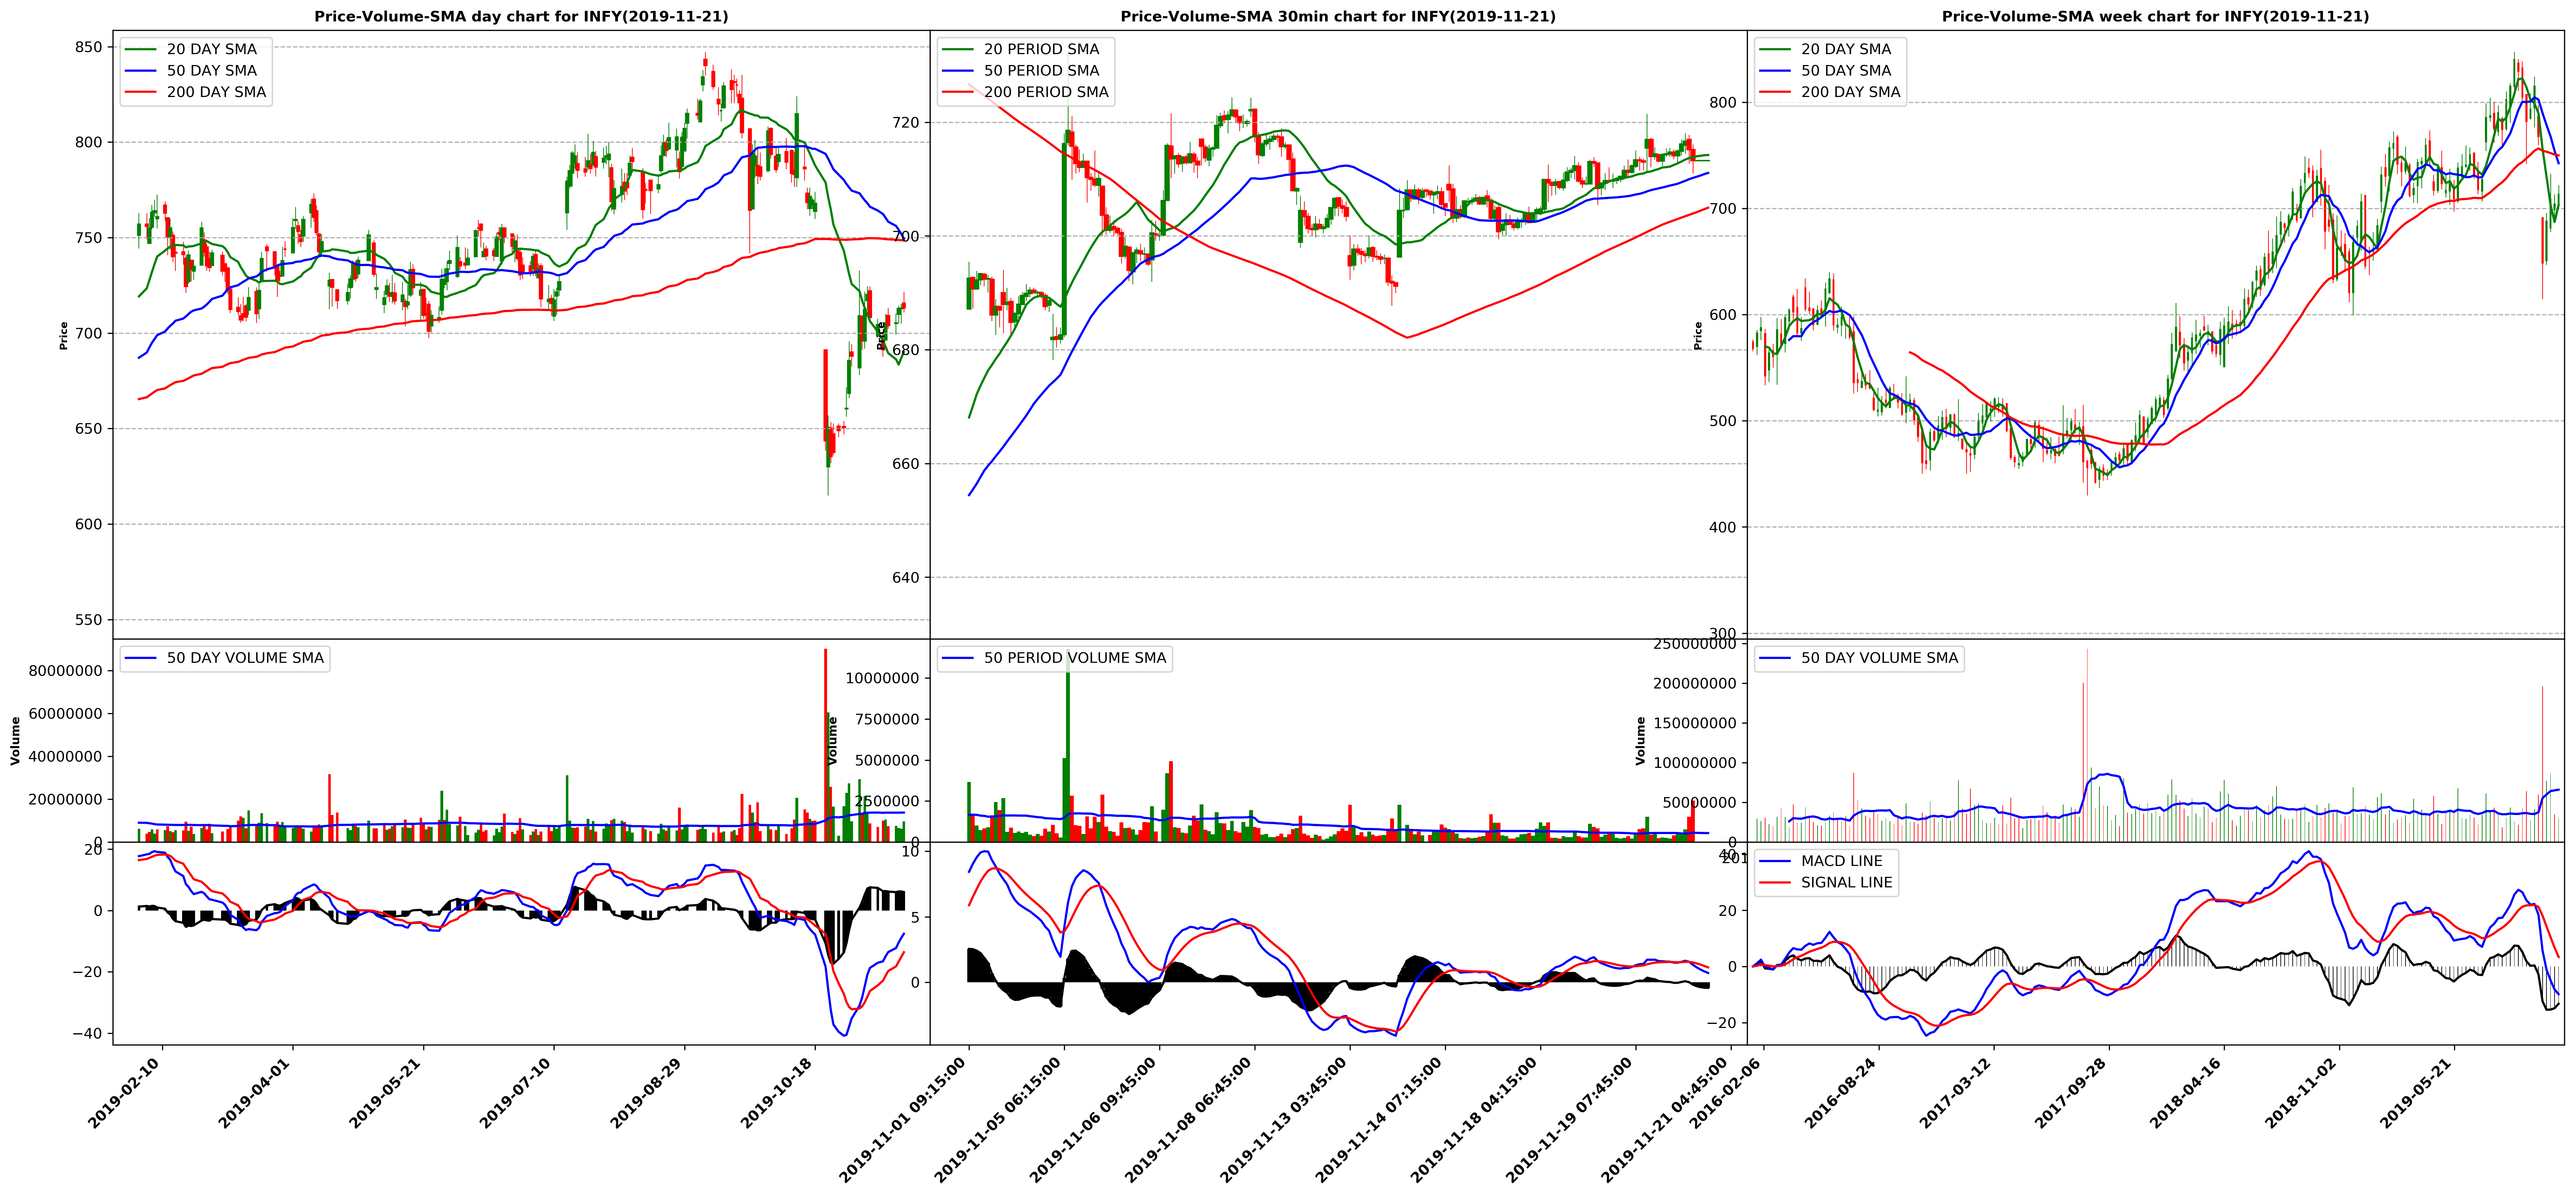 Price-Volume-SMA day chart for INFY(2019-11-21)
20 DAY SMA
50 DAY SMA
200 DAY SMA
850
800
750
700
650
600
550
Price
50 DAY VOLUME SMA
80000000
60000000
40000000
20000000
0
Volume
20
0
−20
−40
2019-02-10
2019-04-01
2019-05-21
2019-07-10
2019-08-29
2019-10-18
Price-Volume-SMA 30min chart for INFY(2019-11-21)
20 PERIOD SMA
50 PERIOD SMA
200 PERIOD SMA
720
700
680
660
640
Price
50 PERIOD VOLUME SMA
10000000
7500000
5000000
2500000
0
Volume
10
5
0
2019-11-01 09:15:00
2019-11-05 06:15:00
2019-11-06 09:45:00
2019-11-08 06:45:00
2019-11-13 03:45:00
2019-11-14 07:15:00
2019-11-18 04:15:00
2019-11-19 07:45:00
2019-11-21 04:45:00
Price-Volume-SMA week chart for INFY(2019-11-21)
20 DAY SMA
50 DAY SMA
200 DAY SMA
800
700
600
500
400
300
Price
50 DAY VOLUME SMA
250000000
200000000
150000000
100000000
50000000
0
Volume
MACD LINE
SIGNAL LINE
40
20
0
−20
2016-02-06
2016-08-24
2017-03-12
2017-09-28
2018-04-16
2018-11-02
2019-05-21